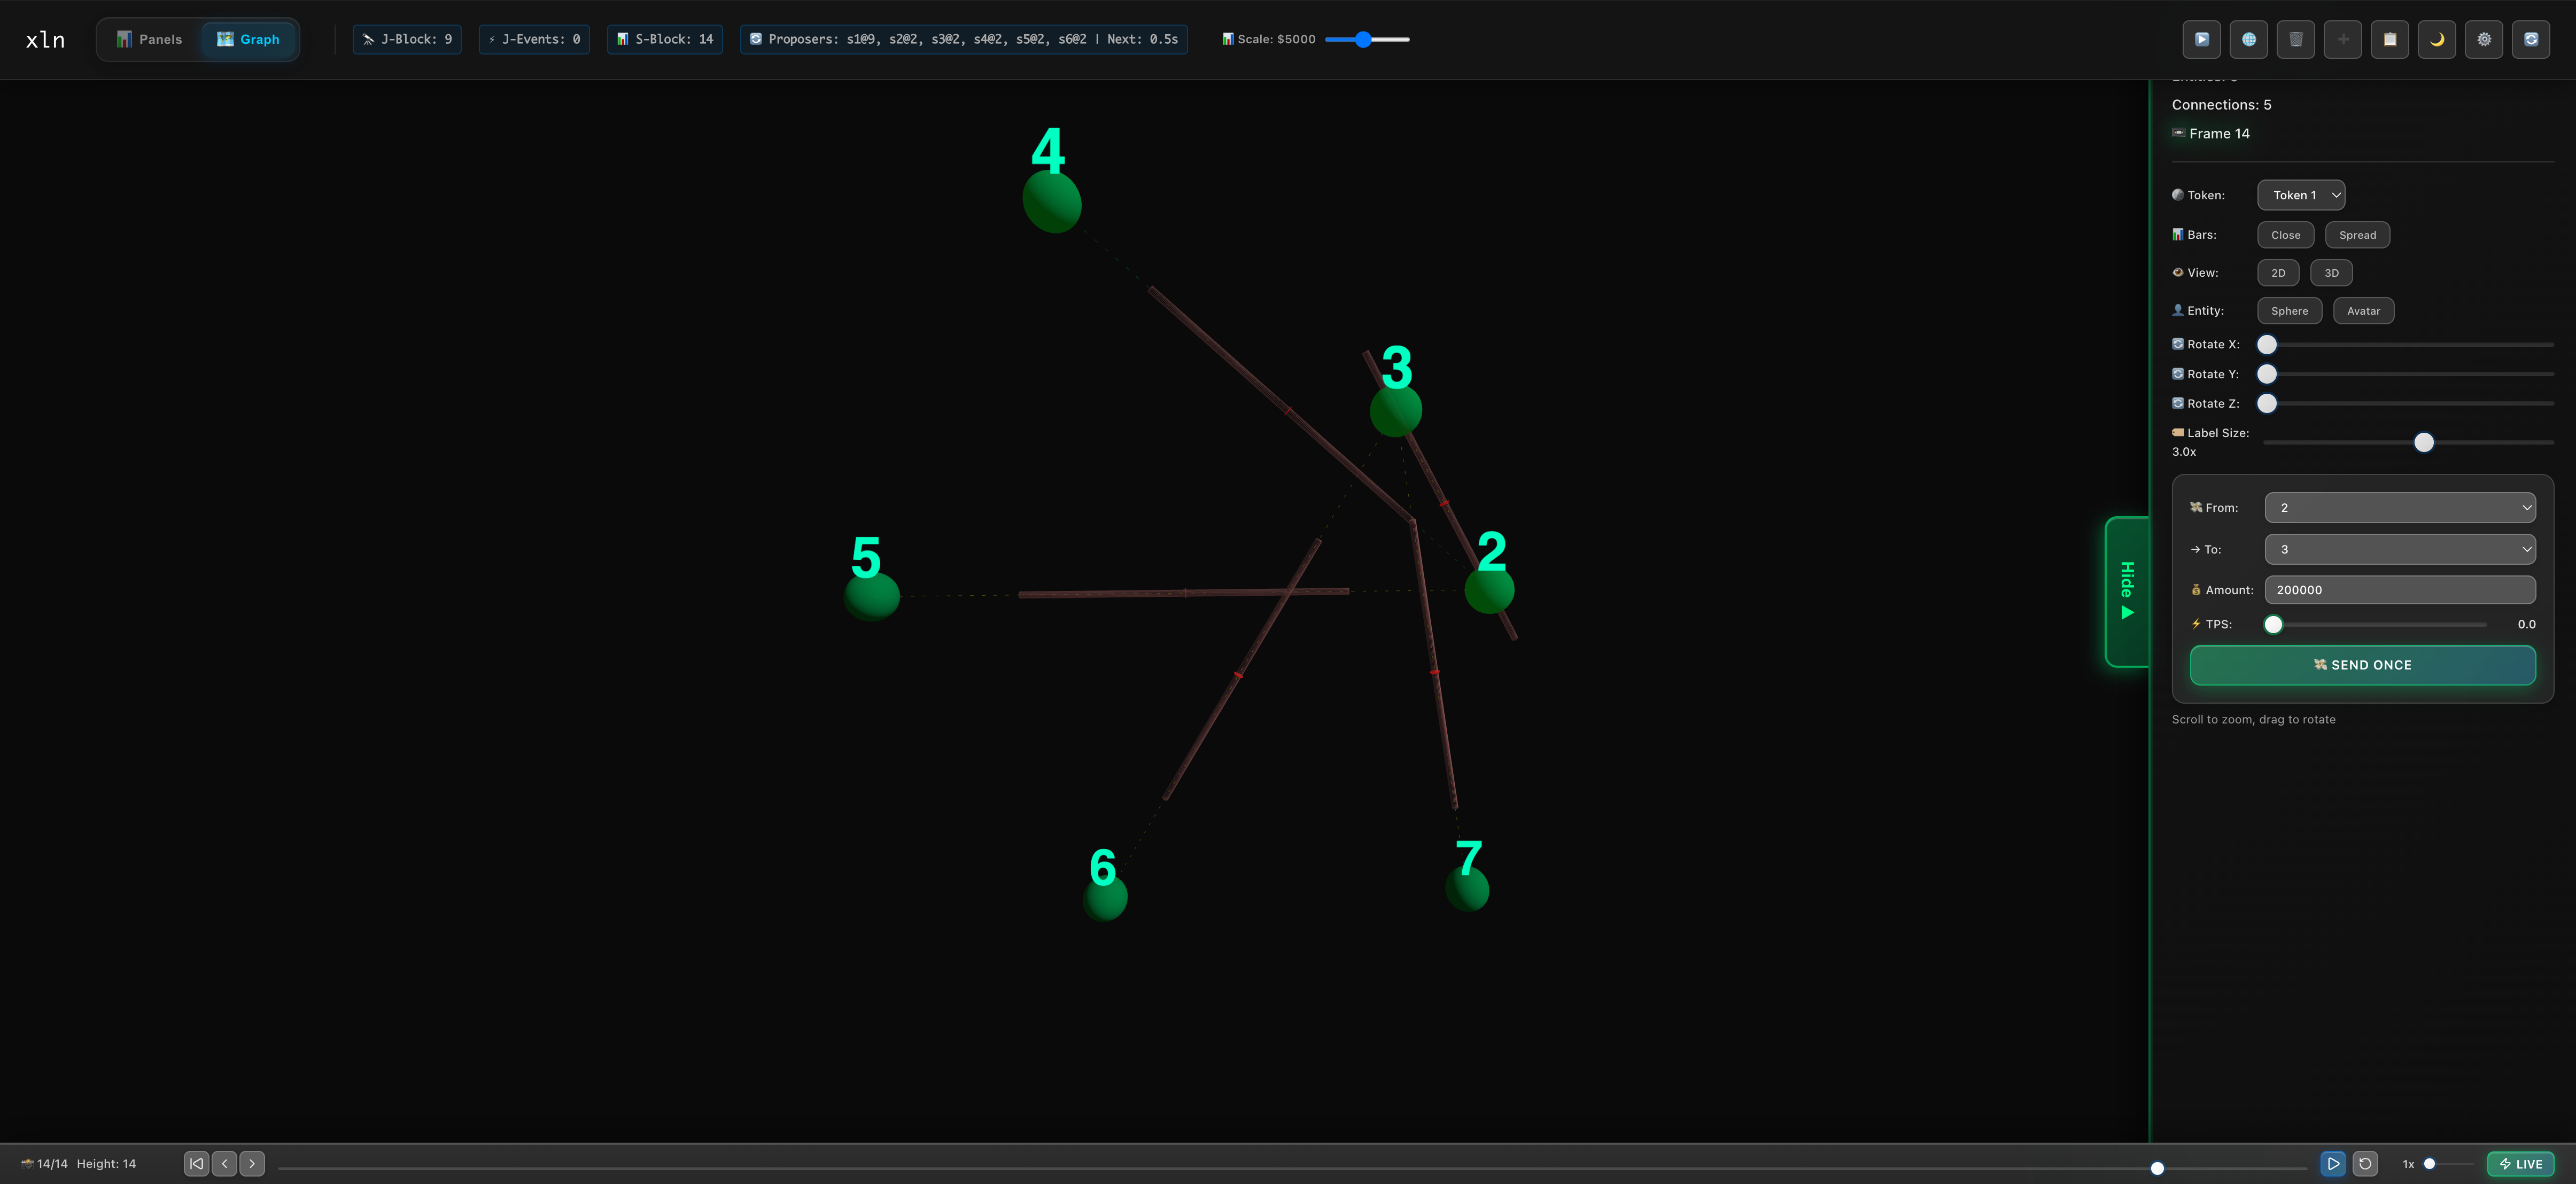 xln
Panels
Graph
J-Block: 9
J-Events: 0
S-Block: 14
Proposers: s1@9, s2@2, s3@2, s4@2, s5@2, s6@2 | Next: 0.5s
Scale: $5000
Connections: 5
Frame 14
Token: Token 1
Bars: Close Spread
View: 2D 3D
Entity: Sphere Avatar
Rotate X:
Rotate Y:
Rotate Z:
Label Size:
3.0x
From: 2
→ To: 3
Amount: 200000
TPS: 0.0
SEND ONCE
Scroll to zoom, drag to rotate
Hide ▶
4
3
5
2
6
7
14/14 Height: 14
1x
LIVE